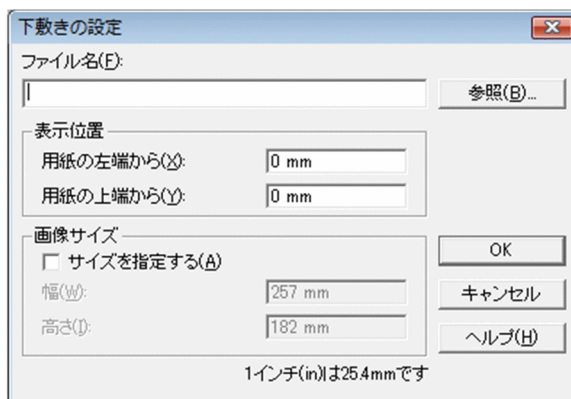 下敷きの設定
ファイル名(F):
参照(B)...
表示位置
用紙の左端から(X): 0 mm
用紙の上端から(Y): 0 mm
画像サイズ
サイズを指定する(A)
幅(W): 257 mm
高さ(I): 182 mm
OK
キャンセル
ヘルプ(H)
1インチ(in)は25.4mmです